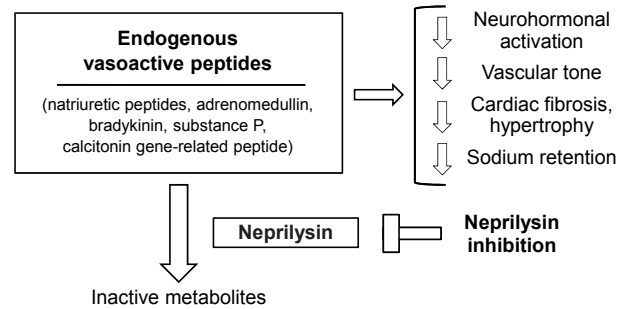 Endogenous
vasoactive peptides
(natriuretic peptides, adrenomedullin,
bradykinin, substance P,
calcitonin gene-related peptide)
Neurohormonal
activation
Vascular tone
Cardiac fibrosis,
hypertrophy
Sodium retention
Neprilysin
Neprilysin
inhibition
Inactive metabolites